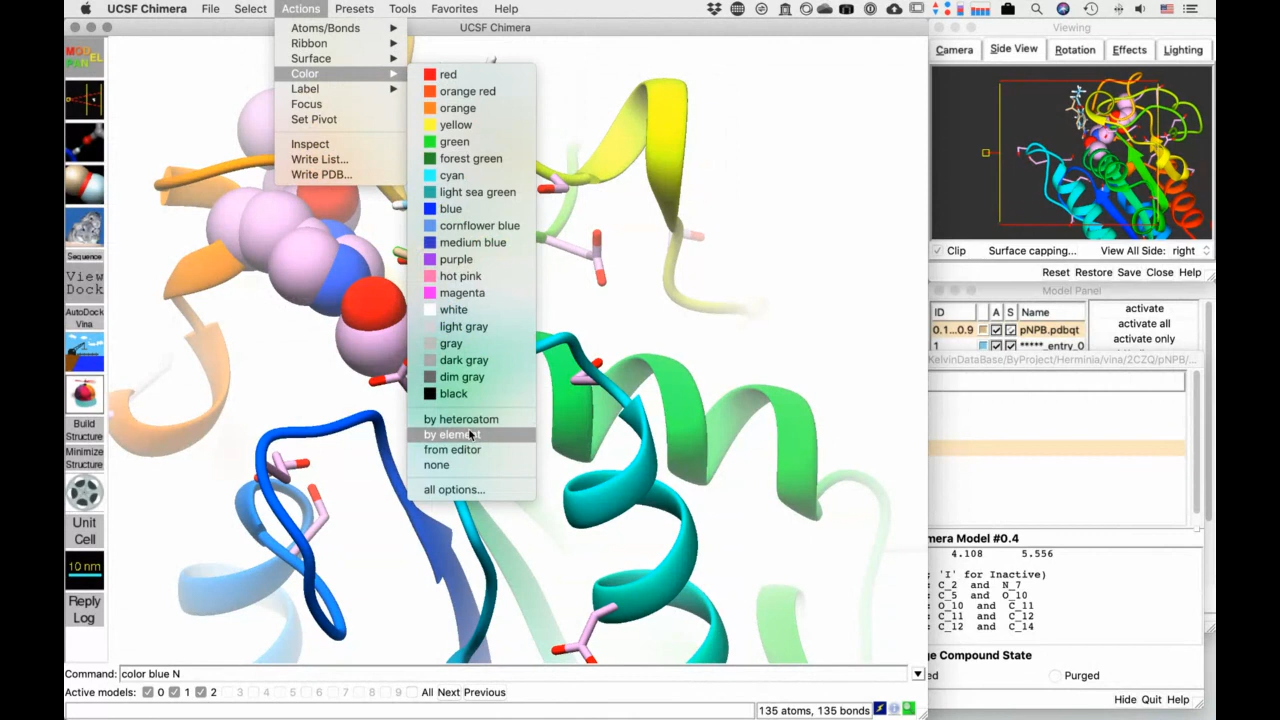 UCSF Chimera File Select Actions Presets Tools Favorites Help
UCSF Chimera
Viewing
Atoms/Bonds
Ribbon
Surface
Color
Label
Focus
Set Pivot
Inspect
Write List...
Write PDB...
red
orange red
orange
yellow
green
forest green
cyan
light sea green
blue
cornflower blue
medium blue
purple
hot pink
magenta
white
light gray
gray
dark gray
dim gray
black
by heteroatom
by element
from editor
none
all options...
Sequence
View
Dock
AutoDock
Vina
Build
Structure
Minimize
Structure
Unit
Cell
10 nm
Reply
Log
Camera Side View Rotation Effects Lighting
Clip Surface capping... View All Side: right
Reset Restore Save Close Help
Model Panel
ID A S Name
0.1...0.9 pNPB.pdbqt
1 *****_entry_0
activate
activate all
activate only
KelvinDataBase/ByProject/Herminia/vina/2CZQ/pNPB/...
mera Model #0.4
4.108 5.556
; 'I' for Inactive)
: C_2 and N_7
: C_5 and O_10
: O_10 and C_11
: C_11 and C_12
: C_12 and C_14
ge Compound State
ed Purged
Hide Quit Help
Command: color blue N
Active models: 0 1 2 3 4 5 6 7 8 9 All Next Previous
135 atoms, 135 bonds